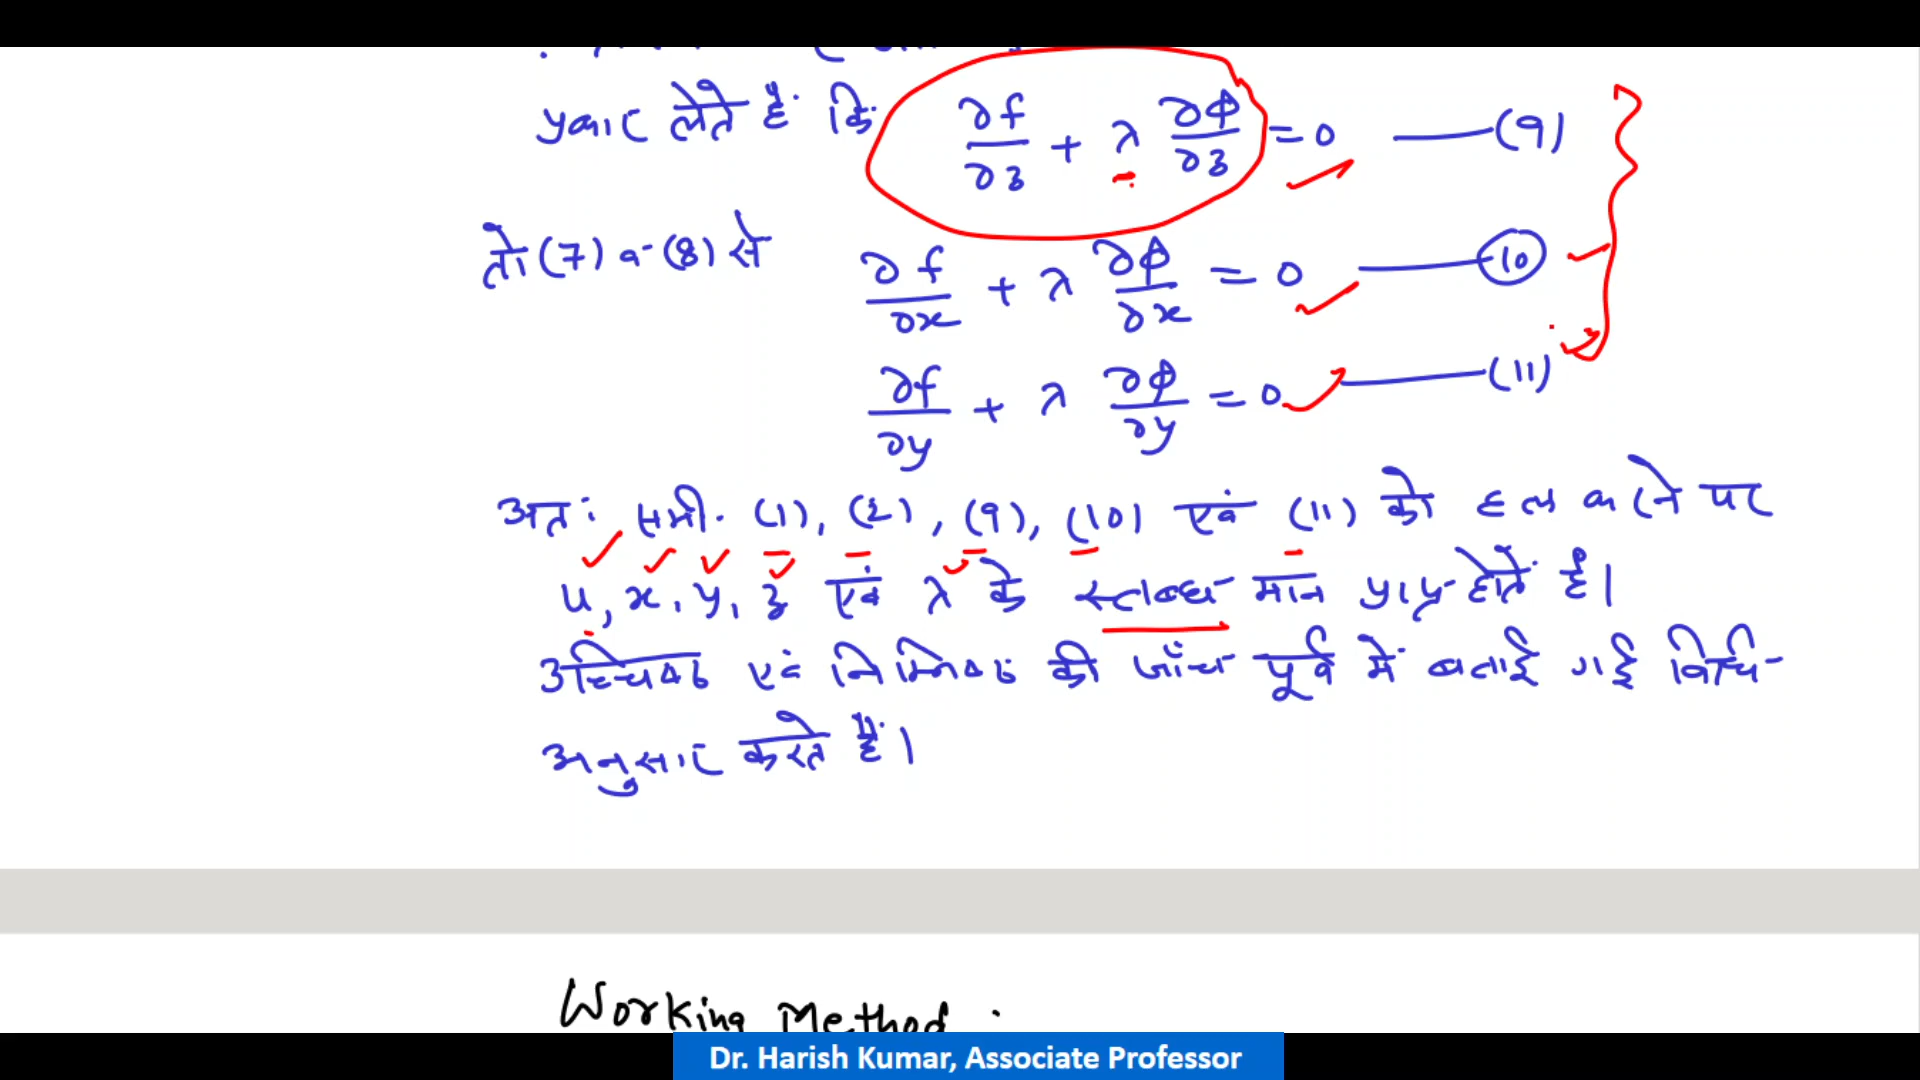 प्रकार लेते हैं कि ∂f/∂z + λ ∂φ/∂z = 0 —— (9)
तो (7) व (8) से ∂f/∂x + λ ∂φ/∂x = 0 —— (10)
∂f/∂y + λ ∂φ/∂y = 0 —— (11)
अतः समी. (1), (2), (9), (10) एवं (11) को हल करने पर
u, x, y, z एवं λ के स्तब्ध मान प्राप्त होते हैं।
उच्चिष्ठ एवं निम्निष्ठ की जाँच पूर्व में बताई गई विधि
अनुसार करते हैं।
Working Method :
Dr. Harish Kumar, Associate Professor